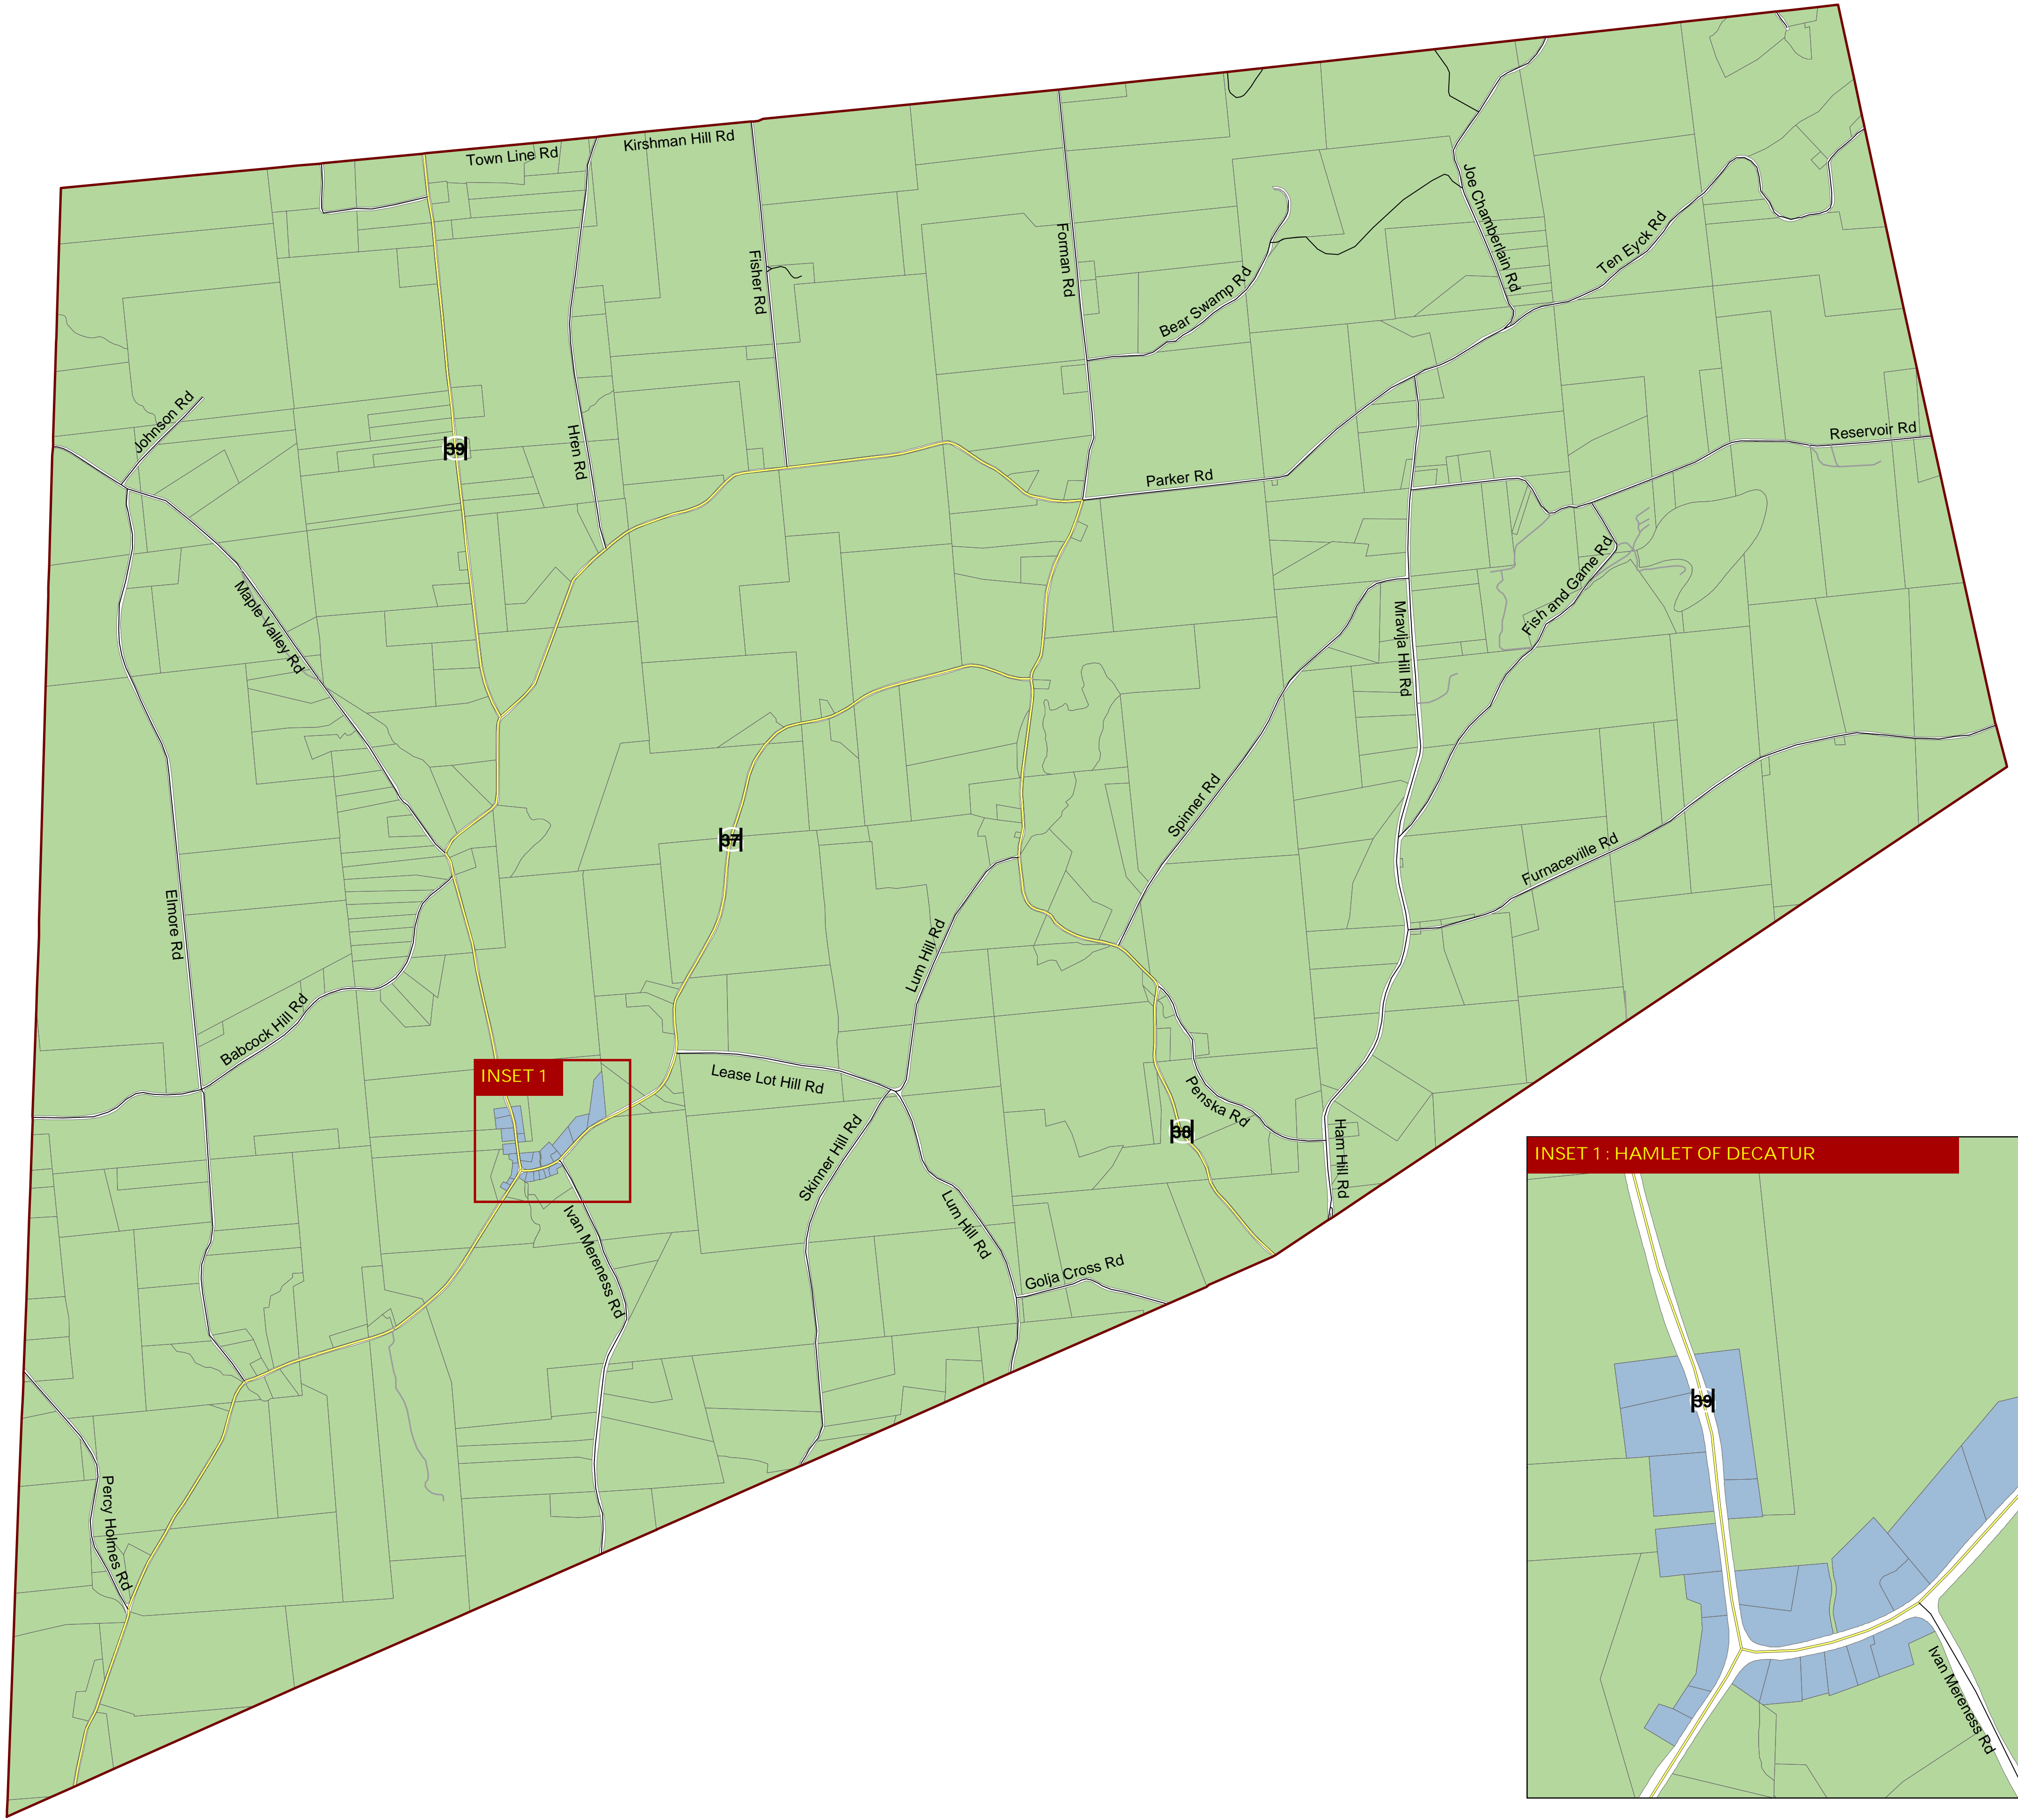 Town Line Rd
Kirshman Hill Rd
Joe Chamberlain Rd
Ten Eyck Rd
Fisher Rd
Forman Rd
Bear Swamp Rd
Johnson Rd
39
Hren Rd
Reservoir Rd
Parker Rd
Maple Valley Rd
Mravlja Hill Rd
Fish and Game Rd
37
Spinner Rd
Furnaceville Rd
Elmore Rd
Lum Hill Rd
Babcock Hill Rd
INSET 1
Lease Lot Hill Rd
Penska Rd
38
Skinner Hill Rd
Ham Hill Rd
Lum Hill Rd
Ivan Mereness Rd
Golja Cross Rd
Percy Holmes Rd
INSET 1 : HAMLET OF DECATUR
39
Ivan Mereness Rd